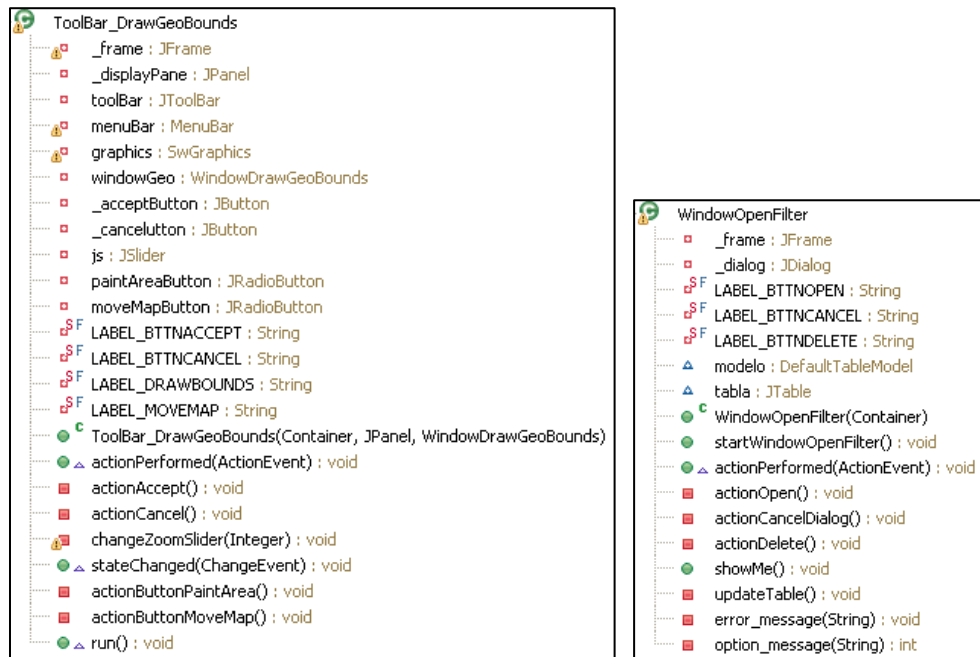 ToolBar_DrawGeoBounds
_frame : JFrame
_displayPane : JPanel
toolBar : JToolBar
menuBar : MenuBar
graphics : SwGraphics
windowGeo : WindowDrawGeoBounds
_acceptButton : JButton
_cancelutton : JButton
js : JSlider
paintAreaButton : JRadioButton
moveMapButton : JRadioButton
S F LABEL_BTTNACCEPT : String
S F LABEL_BTTNCANCEL : String
S F LABEL_DRAWBOUNDS : String
S F LABEL_MOVEMAP : String
C ToolBar_DrawGeoBounds(Container, JPanel, WindowDrawGeoBounds)
actionPerformed(ActionEvent) : void
actionAccept() : void
actionCancel() : void
changeZoomSlider(Integer) : void
stateChanged(ChangeEvent) : void
actionButtonPaintArea() : void
actionButtonMoveMap() : void
run() : void
WindowOpenFilter
_frame : JFrame
_dialog : JDialog
S F LABEL_BTTNOPEN : String
S F LABEL_BTTNCANCEL : String
S F LABEL_BTTNDELETE : String
modelo : DefaultTableModel
tabla : JTable
C WindowOpenFilter(Container)
startWindowOpenFilter() : void
actionPerformed(ActionEvent) : void
actionOpen() : void
actionCancelDialog() : void
actionDelete() : void
showMe() : void
updateTable() : void
error_message(String) : void
option_message(String) : int